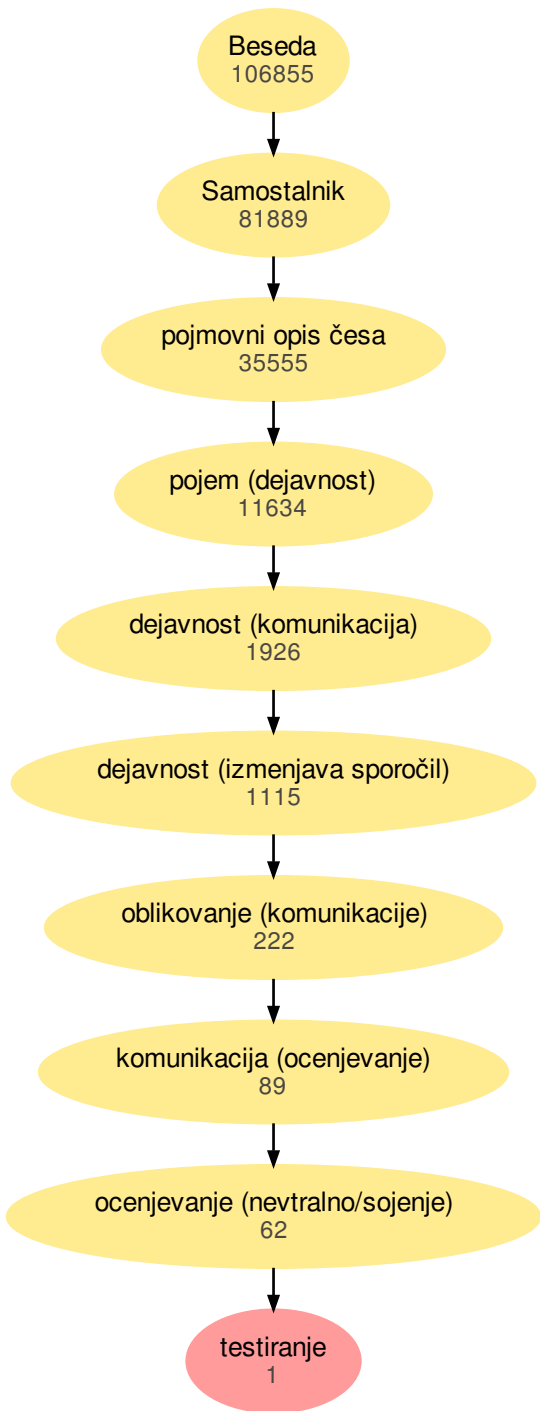 Beseda
106855
Samostalnik
81889
pojmovni opis česa
35555
pojem (dejavnost)
11634
dejavnost (komunikacija)
1926
dejavnost (izmenjava sporočil)
1115
oblikovanje (komunikacije)
222
komunikacija (ocenjevanje)
89
ocenjevanje (nevtralno/sojenje)
62
testiranje
1